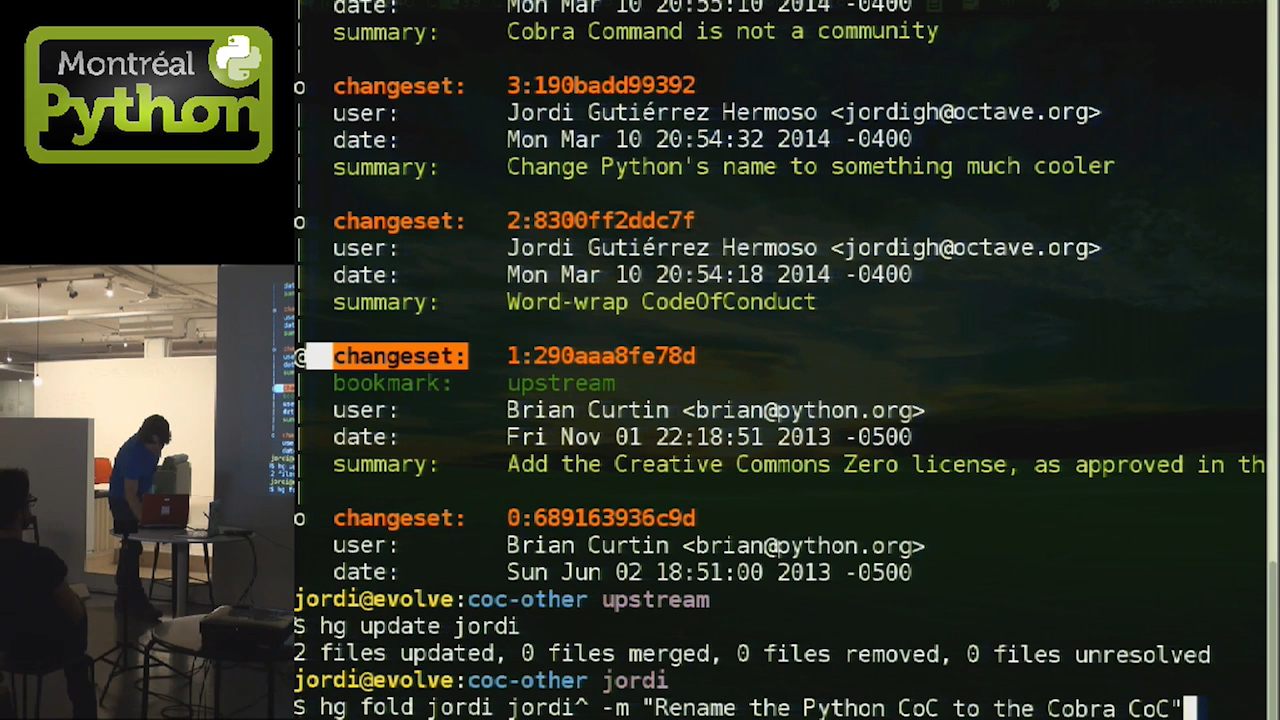 Montréal
Python
date: Mon Mar 10 20:55:10 2014 -0400
summary: Cobra Command is not a community
o changeset: 3:190badd99392
user: Jordi Gutiérrez Hermoso <jordigh@octave.org>
date: Mon Mar 10 20:54:32 2014 -0400
summary: Change Python's name to something much cooler
o changeset: 2:8300ff2ddc7f
user: Jordi Gutiérrez Hermoso <jordigh@octave.org>
date: Mon Mar 10 20:54:18 2014 -0400
summary: Word-wrap CodeOfConduct
@ changeset: 1:290aaa8fe78d
bookmark: upstream
user: Brian Curtin <brian@python.org>
date: Fri Nov 01 22:18:51 2013 -0500
summary: Add the Creative Commons Zero license, as approved in th
o changeset: 0:689163936c9d
user: Brian Curtin <brian@python.org>
date: Sun Jun 02 18:51:00 2013 -0500
jordi@evolve:coc-other upstream
$ hg update jordi
2 files updated, 0 files merged, 0 files removed, 0 files unresolved
jordi@evolve:coc-other jordi
$ hg fold jordi jordi^ -m "Rename the Python CoC to the Cobra CoC"